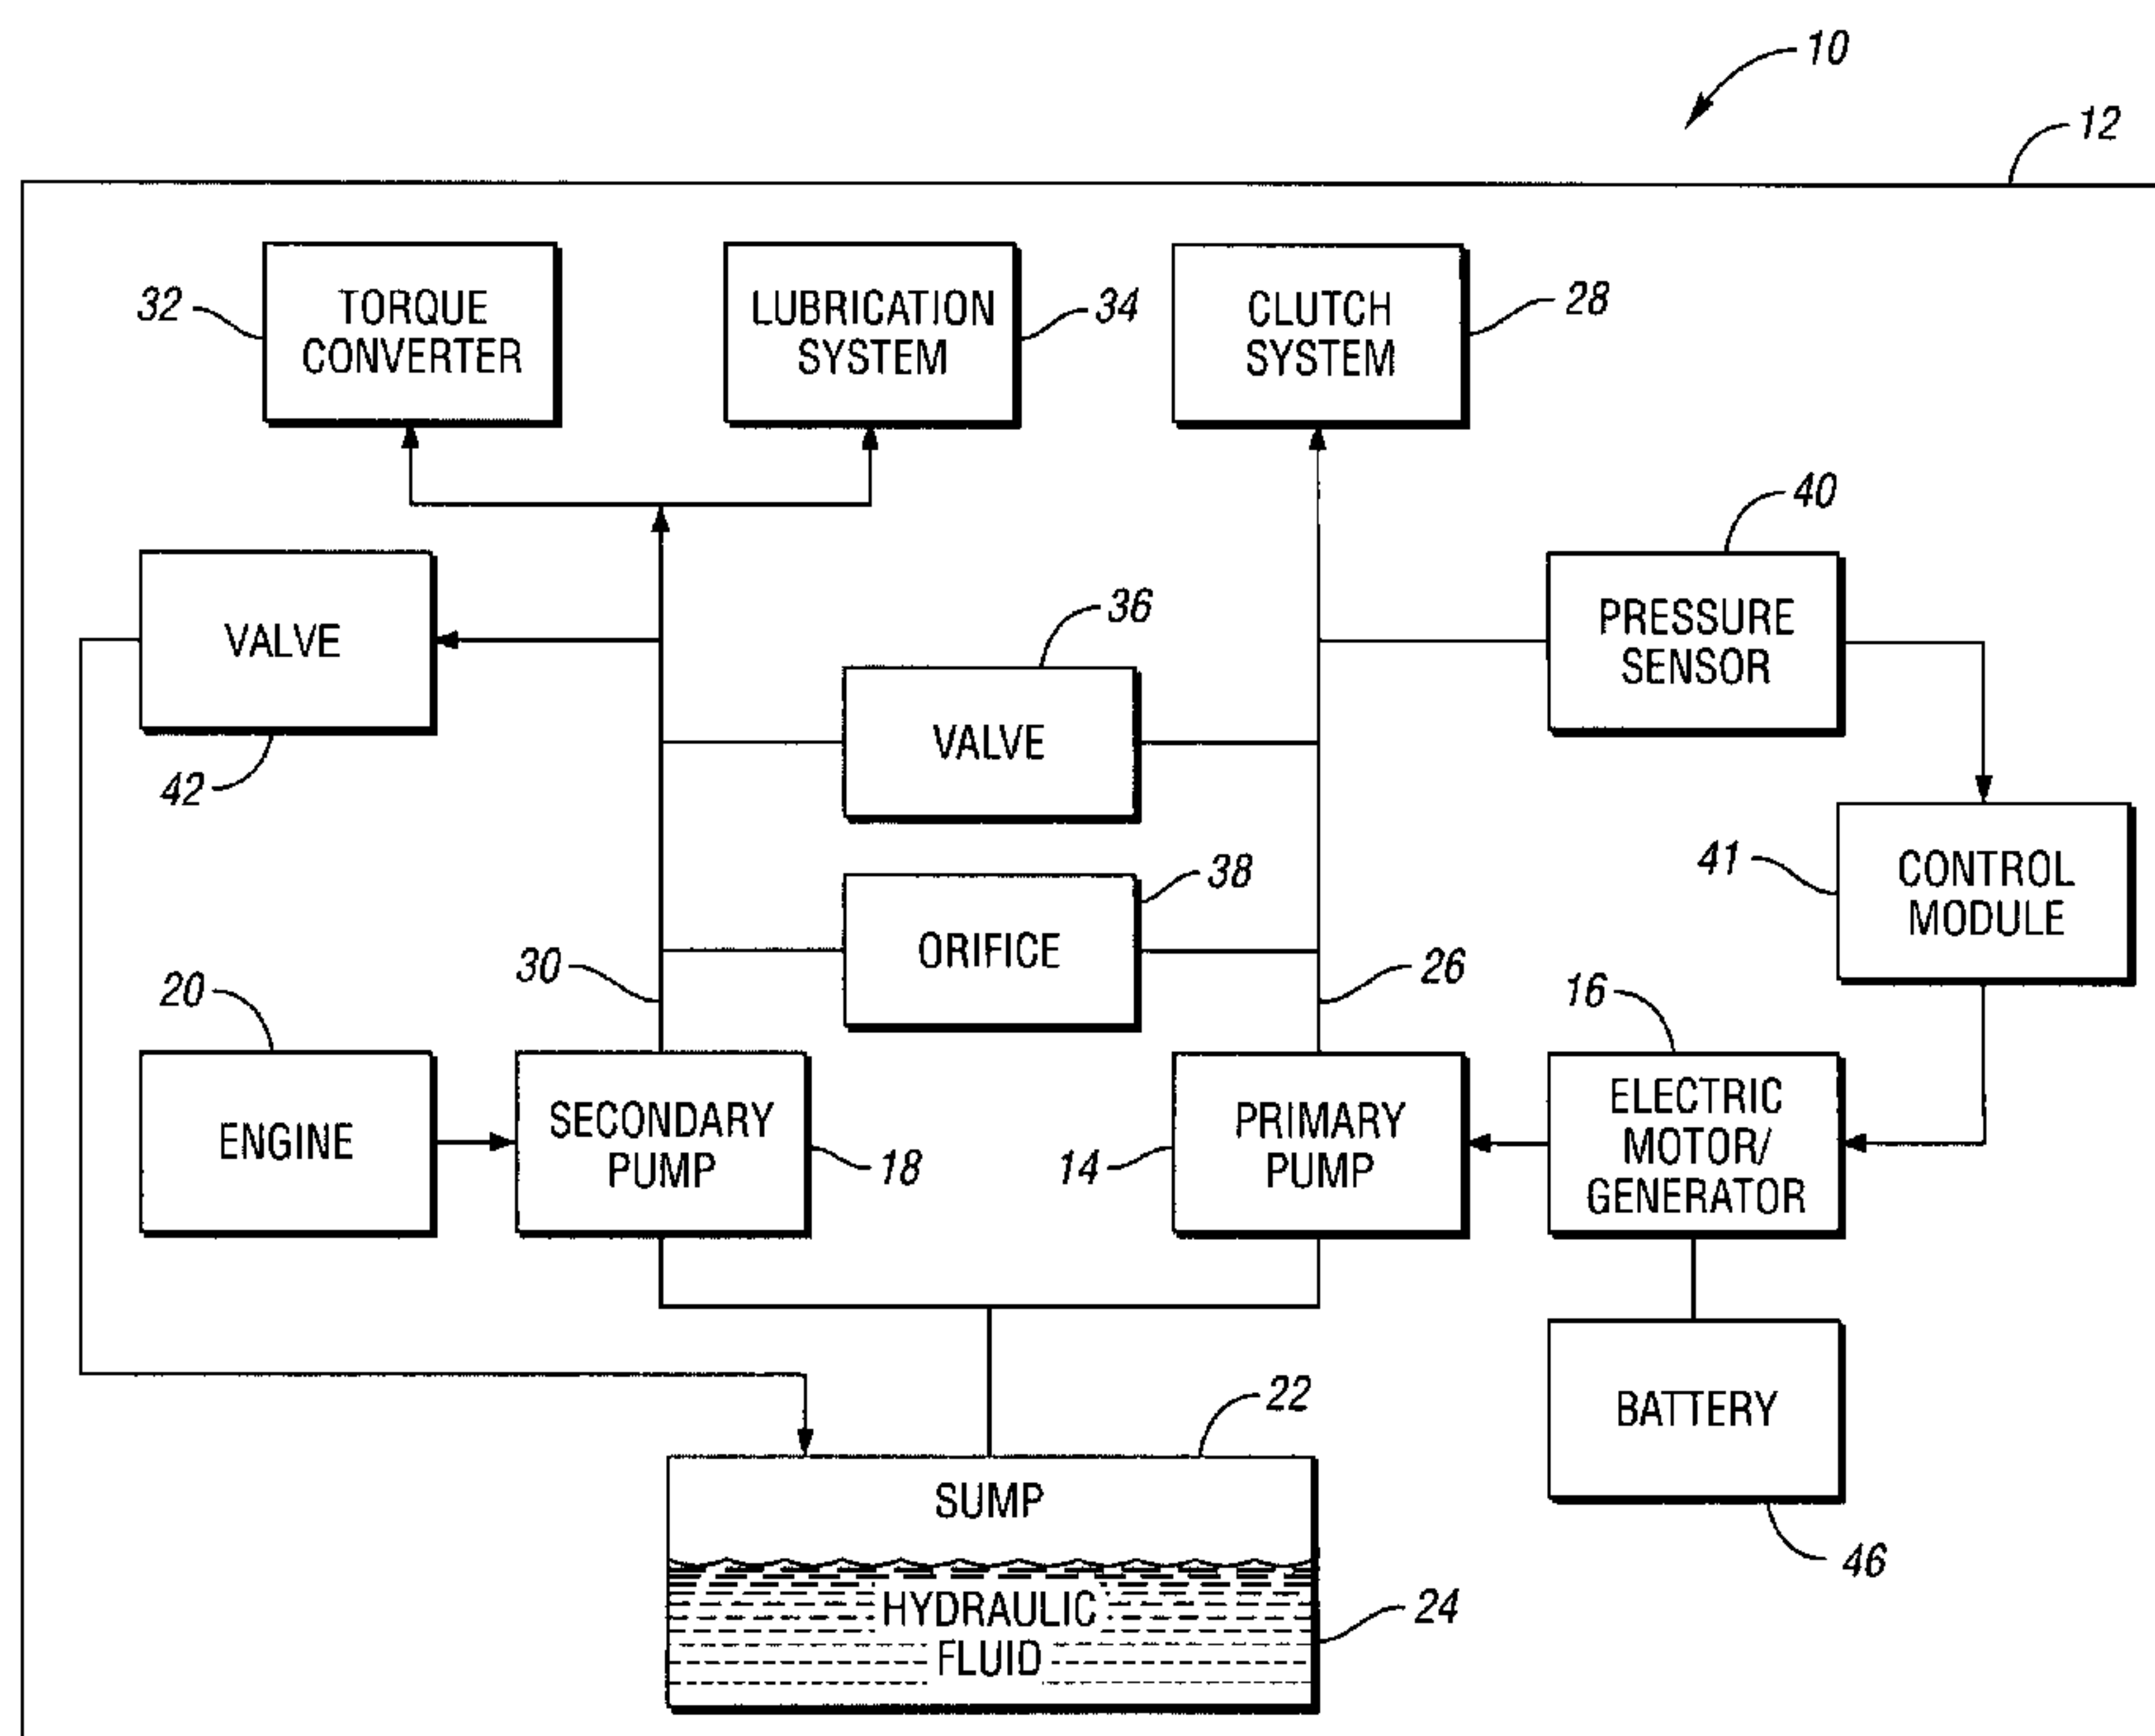 10
12
32
TORQUE
CONVERTER
LUBRICATION
SYSTEM
34
CLUTCH
SYSTEM
28
40
VALVE
42
36
VALVE
PRESSURE
SENSOR
38
ORIFICE
41
CONTROL
MODULE
30
26
20
ENGINE
SECONDARY
PUMP
18
14
PRIMARY
PUMP
16
ELECTRIC
MOTOR/
GENERATOR
22
SUMP
BATTERY
46
HYDRAULIC
FLUID
24